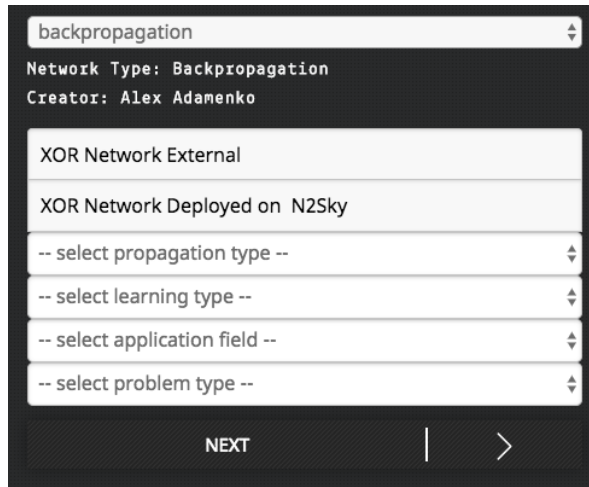 backpropagation
Network Type: Backpropagation
Creator: Alex Adamenko
XOR Network External
XOR Network Deployed on N2Sky
-- select propagation type --
-- select learning type --
-- select application field --
-- select problem type --
NEXT